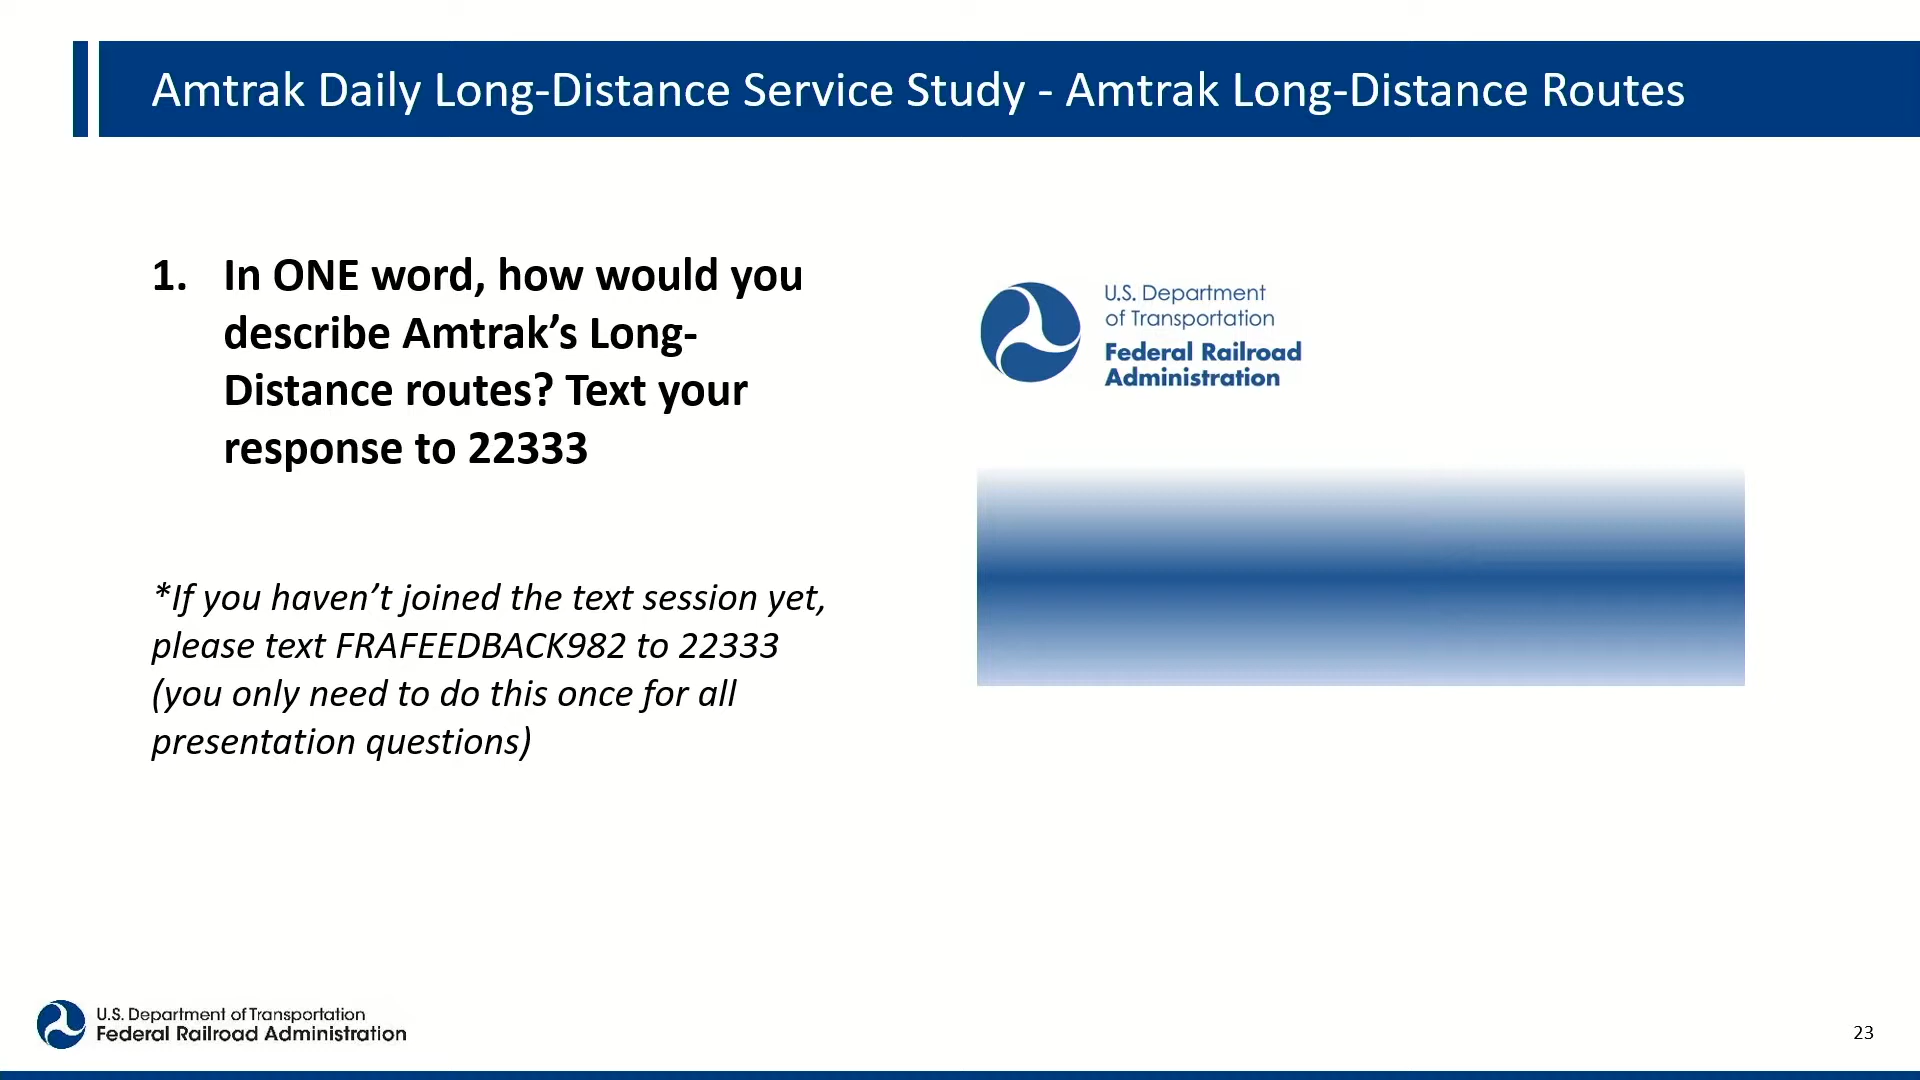 Amtrak Daily Long-Distance Service Study - Amtrak Long-Distance Routes
1. In ONE word, how would you
describe Amtrak’s Long-
Distance routes? Text your
response to 22333
*If you haven’t joined the text session yet,
please text FRAFEEDBACK982 to 22333
(you only need to do this once for all
presentation questions)
U.S. Department
of Transportation
Federal Railroad
Administration
U.S. Department of Transportation
Federal Railroad Administration
23